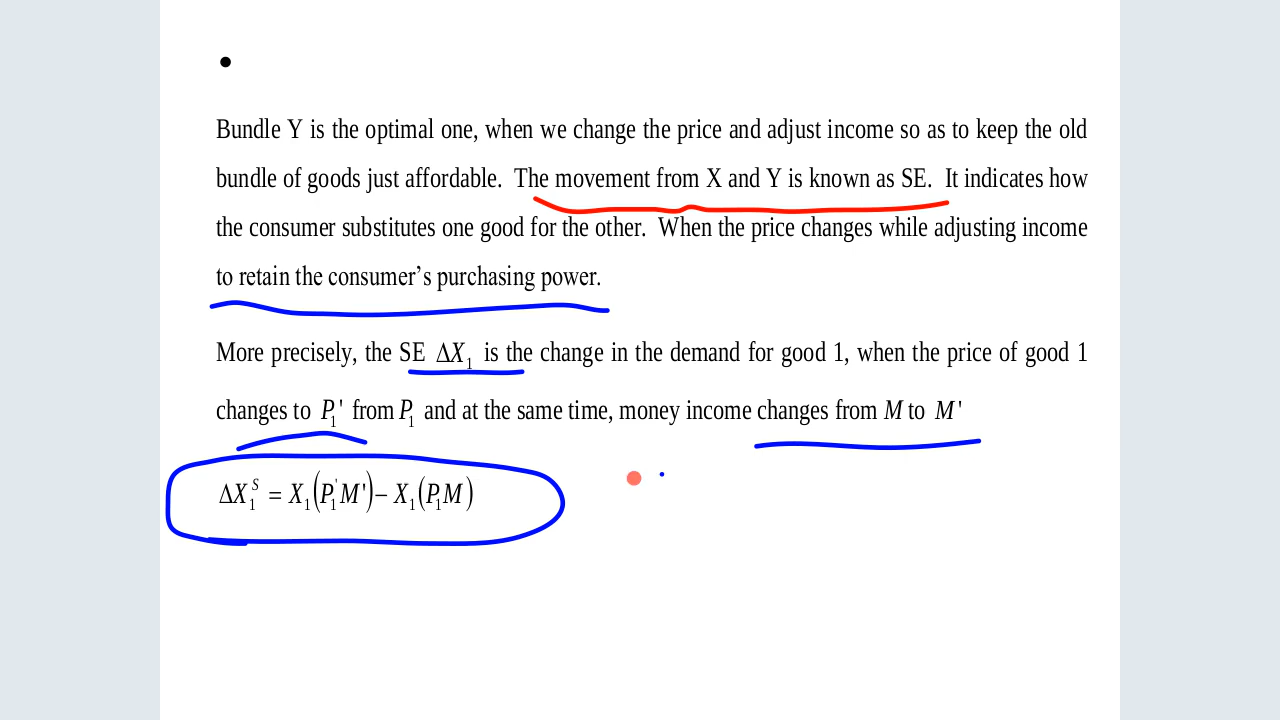 •
Bundle Y is the optimal one, when we change the price and adjust income so as to keep the old
bundle of goods just affordable. The movement from X and Y is known as SE. It indicates how
the consumer substitutes one good for the other. When the price changes while adjusting income
to retain the consumer’s purchasing power.
More precisely, the SE ΔX₁ is the change in the demand for good 1, when the price of good 1
changes to P₁' from P₁ and at the same time, money income changes from M to M'
ΔX₁ˢ = X₁(P₁'M') – X₁(P₁M)